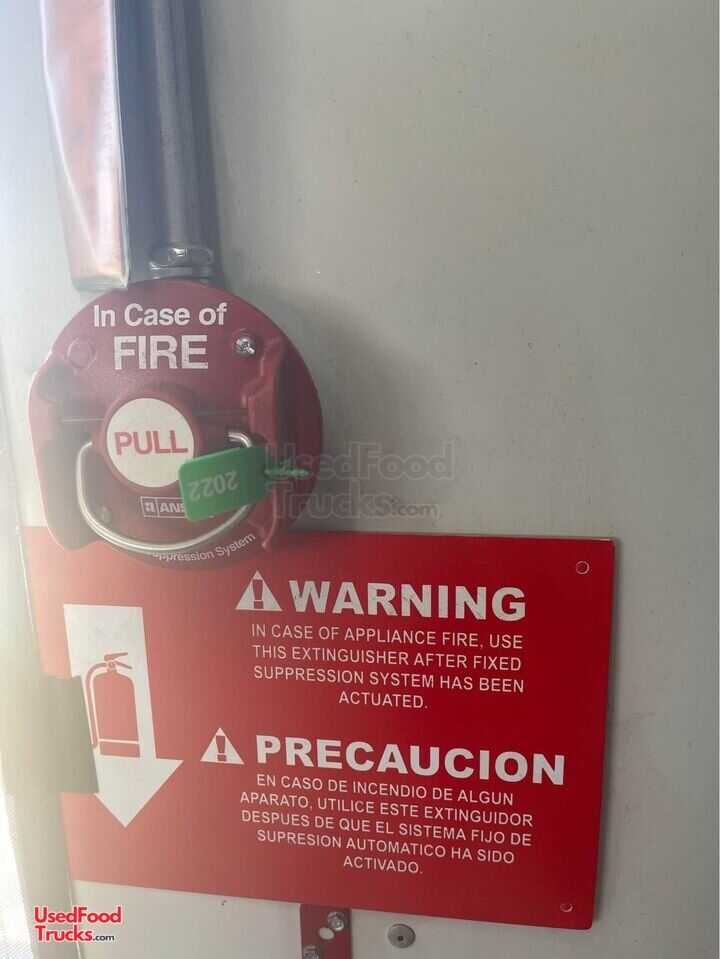 In Case of
FIRE
PULL
2022
Suppression System
WARNING
IN CASE OF APPLIANCE FIRE, USE
THIS EXTINGUISHER AFTER FIXED
SUPPRESSION SYSTEM HAS BEEN
ACTUATED.
PRECAUCION
EN CASO DE INCENDIO DE ALGUN
APARATO, UTILICE ESTE EXTINGUIDOR
DESPUES DE QUE EL SISTEMA FIJO DE
SUPRESION AUTOMATICO HA SIDO
ACTIVADO.
UsedFood
Trucks.com
UsedFood
Trucks.com